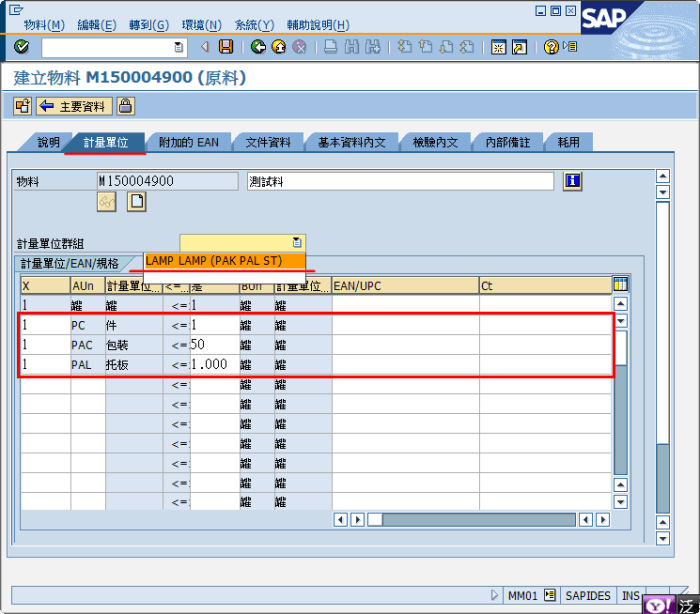 物料(M) 編輯(E) 轉到(G) 環境(N) 系統(Y) 輔助說明(H)
SAP
建立物料 M150004900 (原料)
主要資料
說明 計量單位 附加的 EAN 文件資料 基本資料內文 檢驗內文 內部備註 耗用
物料 M150004900 測試料
計量單位群組
計量單位/EAN/規格 LAMP LAMP (PAK PAL ST)
X AUn 計量單位... <=... 是 BUn 計量單位... EAN/UPC Ct
1 罐 罐 <=: 1 罐 罐
1 PC 件 <=: 1 罐 罐
1 PAC 包裝 <=: 50 罐 罐
1 PAL 托板 <=: 1.000 罐 罐
<=: 罐 罐
<=: 罐 罐
<=: 罐 罐
<=: 罐 罐
<=: 罐 罐
<=: 罐 罐
<=: 罐 罐
MM01 SAPIDES INS
Y! 泛